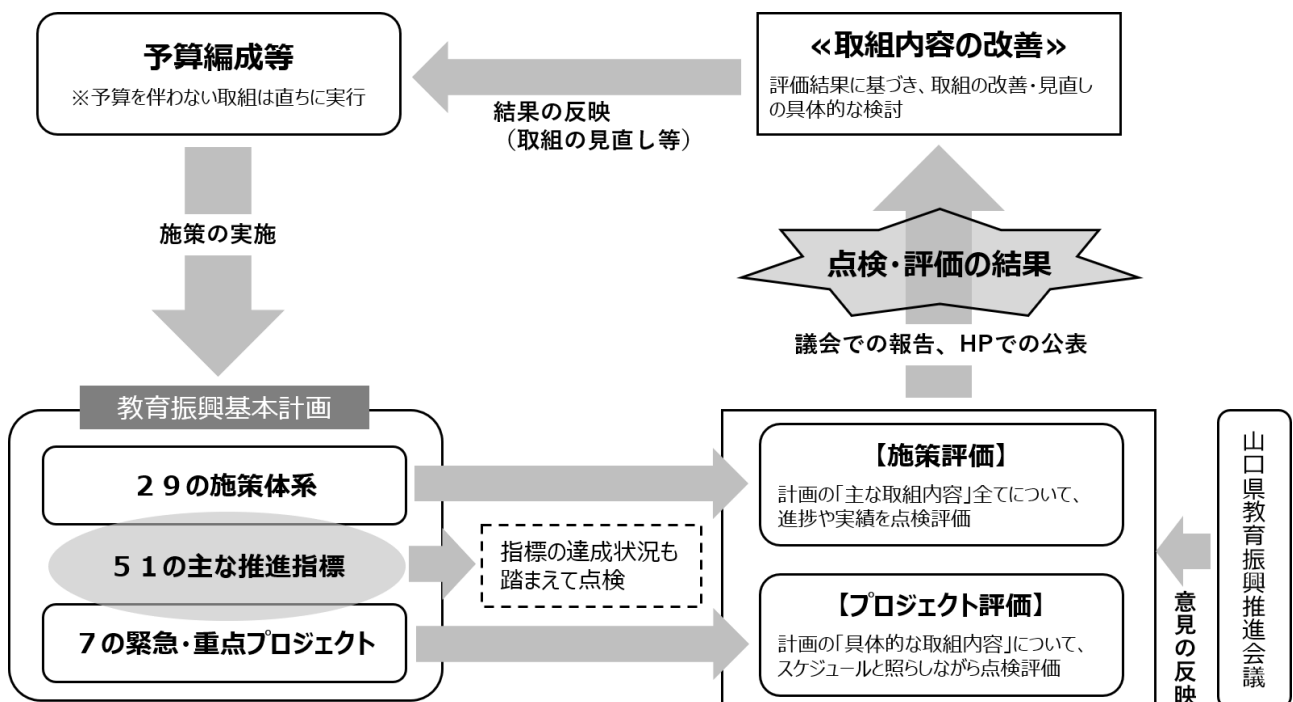 予算編成等
※予算を伴わない取組は直ちに実行
≪取組内容の改善≫
評価結果に基づき、取組の改善・見直し
の具体的な検討
結果の反映
（取組の見直し等）
施策の実施
点検・評価の結果
議会での報告、HPでの公表
教育振興基本計画
２９の施策体系
５１の主な推進指標
７の緊急・重点プロジェクト
指標の達成状況も
踏まえて点検
【施策評価】
計画の「主な取組内容」全てについて、
進捗や実績を点検評価
【プロジェクト評価】
計画の「具体的な取組内容」について、
スケジュールと照らしながら点検評価
意見の反映
山口県教育振興推進会議